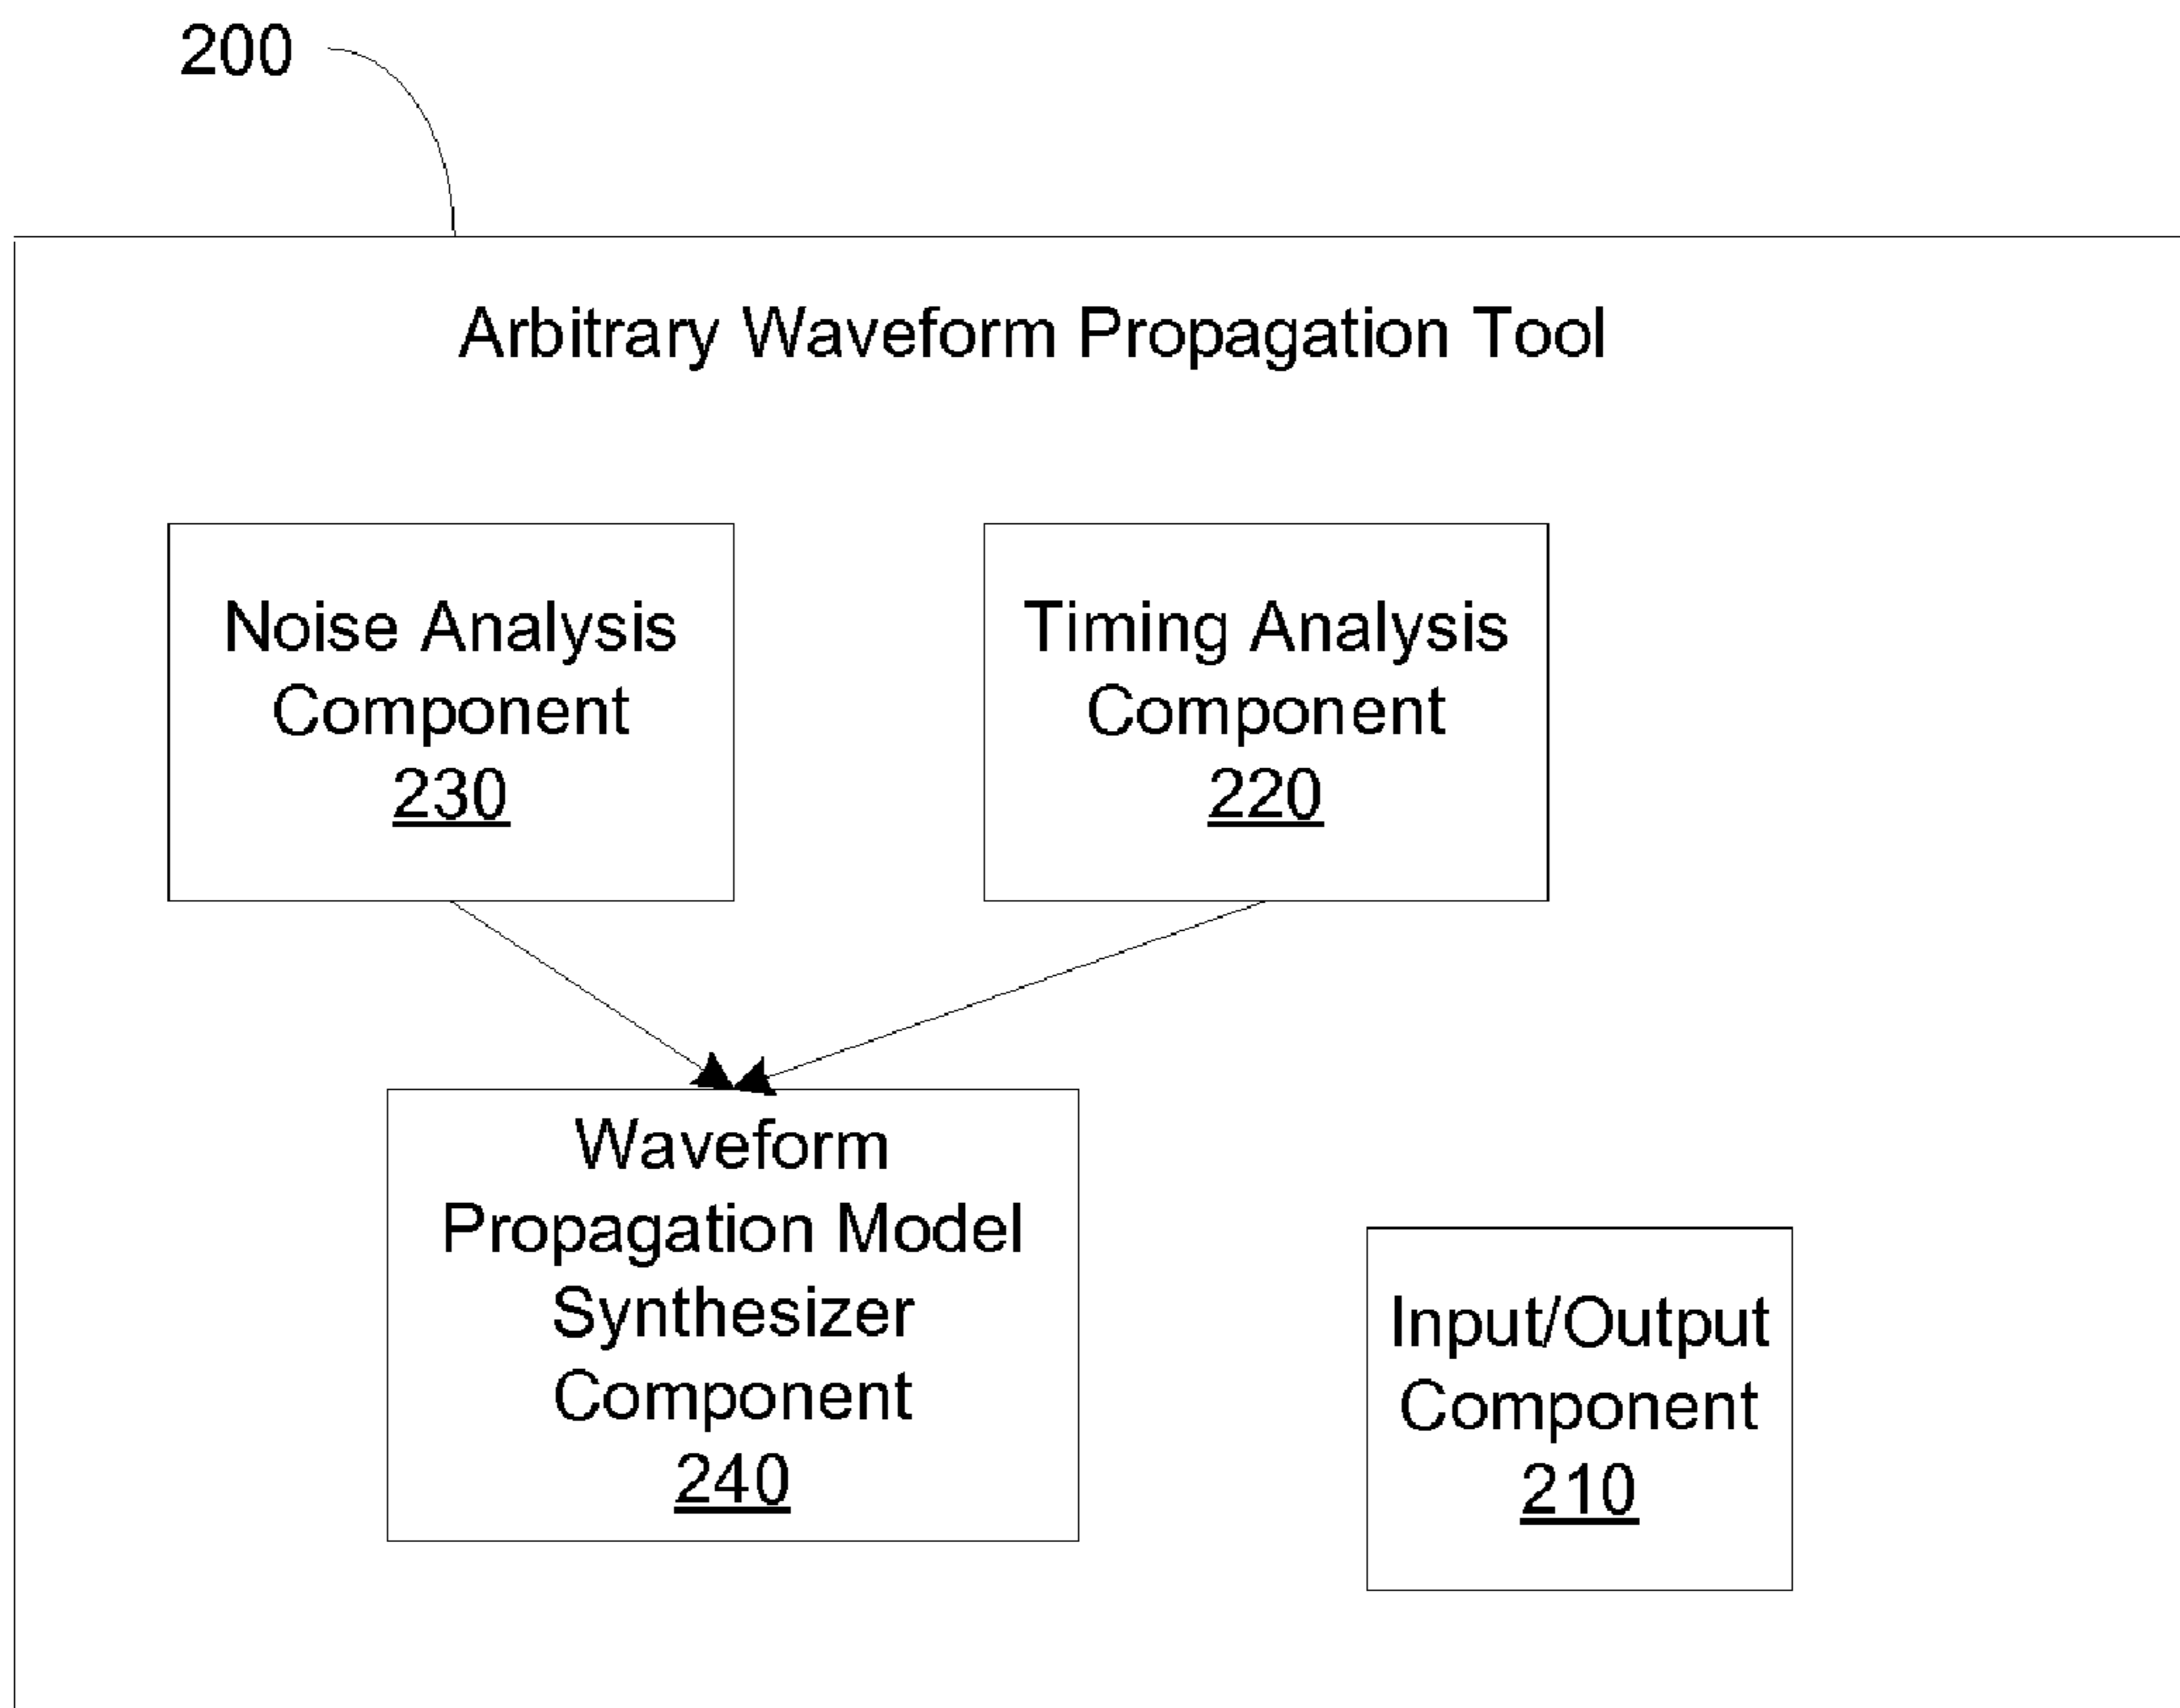 200
Arbitrary Waveform Propagation Tool
Noise Analysis
Component
230
Timing Analysis
Component
220
Waveform
Propagation Model
Synthesizer
Component
240
Input/Output
Component
210